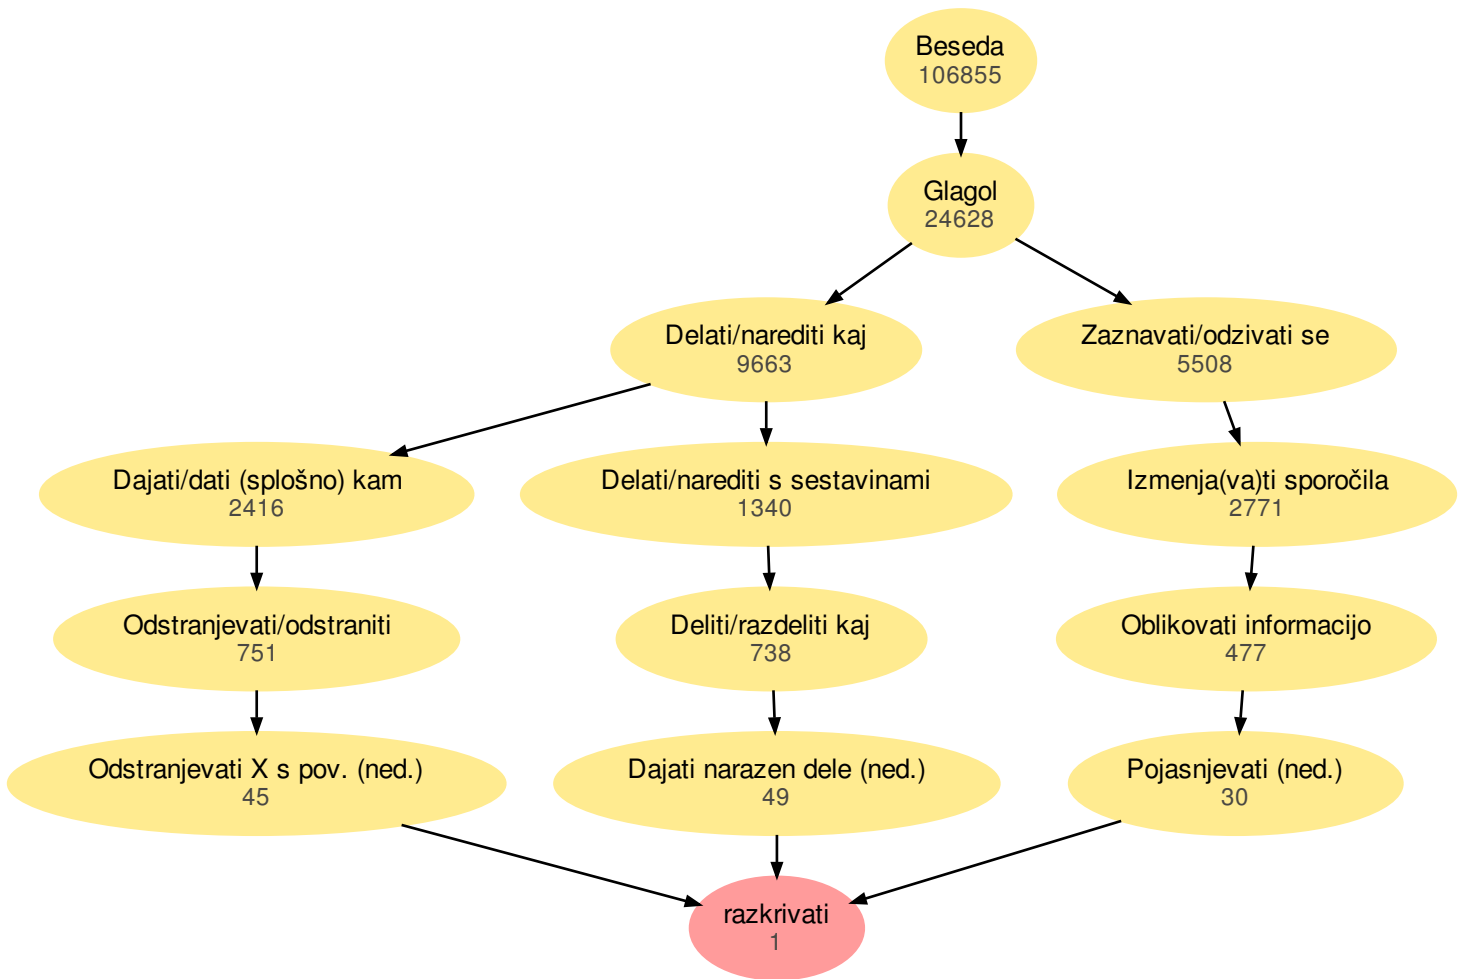 Beseda
106855
Glagol
24628
Delati/narediti kaj
9663
Zaznavati/odzivati se
5508
Dajati/dati (splošno) kam
2416
Delati/narediti s sestavinami
1340
Izmenja(va)ti sporočila
2771
Odstranjevati/odstraniti
751
Deliti/razdeliti kaj
738
Oblikovati informacijo
477
Odstranjevati X s pov. (ned.)
45
Dajati narazen dele (ned.)
49
Pojasnjevati (ned.)
30
razkrivati
1